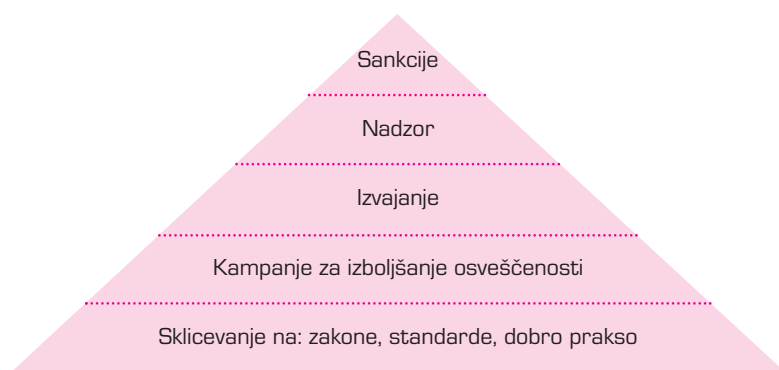 Sankcije
Nadzor
Izvajanje
Kampanje za izboljšanje osveščenosti
Sklicevanje na: zakone, standarde, dobro prakso